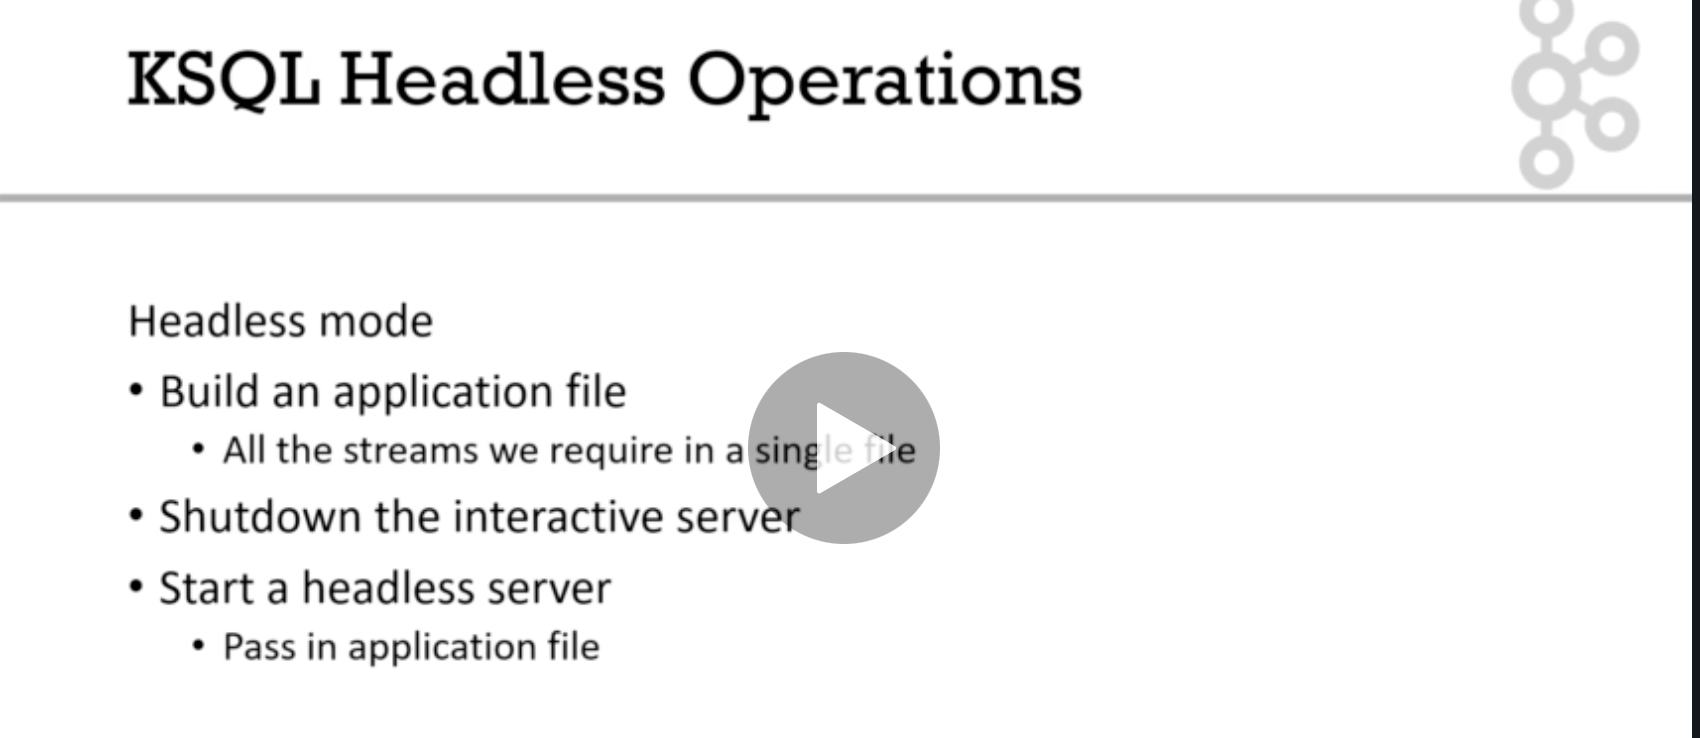 KSQL Headless Operations
Headless mode
• Build an application file
• All the streams we require in a single file
• Shutdown the interactive server
• Start a headless server
• Pass in application file